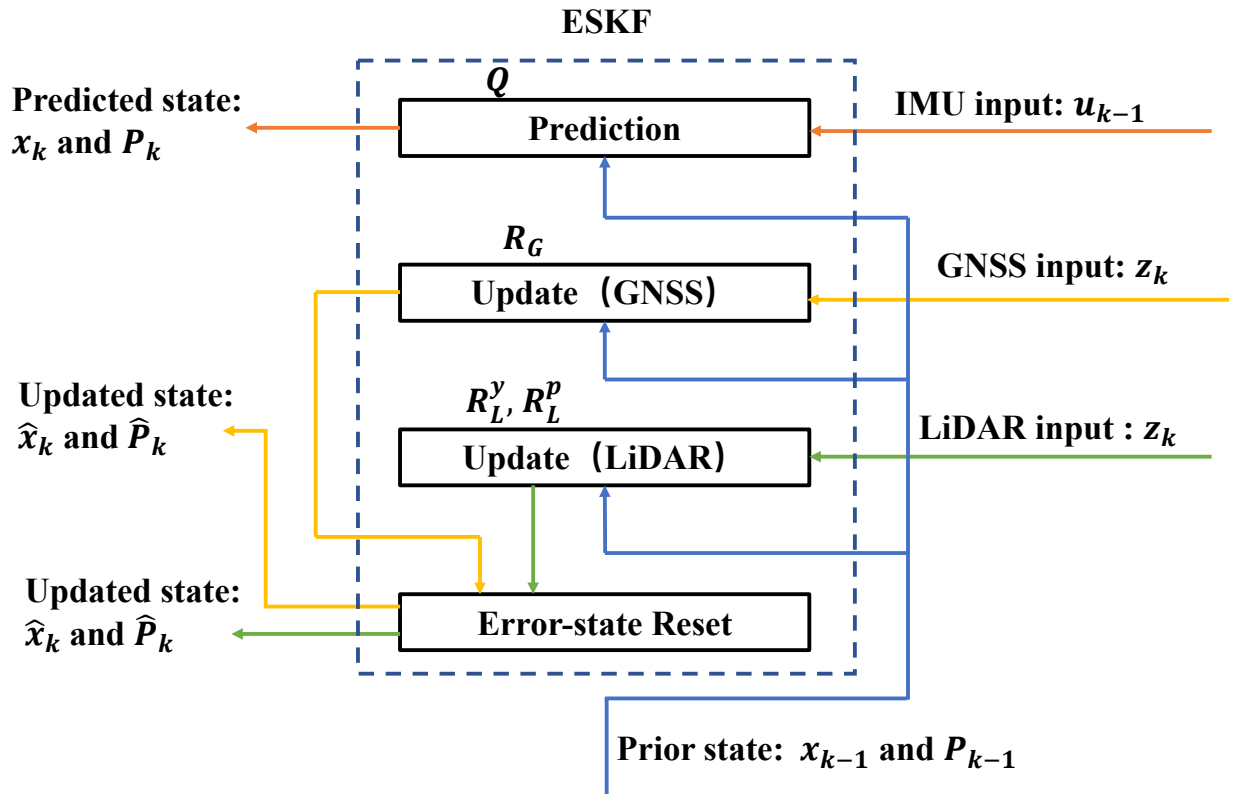 ESKF
Q
Predicted state:
x_k and P_k
Prediction
IMU input: u_{k−1}
R_G
Update（GNSS）
GNSS input: z_k
Updated state:
x̂_k and P̂_k
R_L^y, R_L^p
Update（LiDAR）
LiDAR input : z_k
Updated state:
x̂_k and P̂_k
Error-state Reset
Prior state: x_{k−1} and P_{k−1}